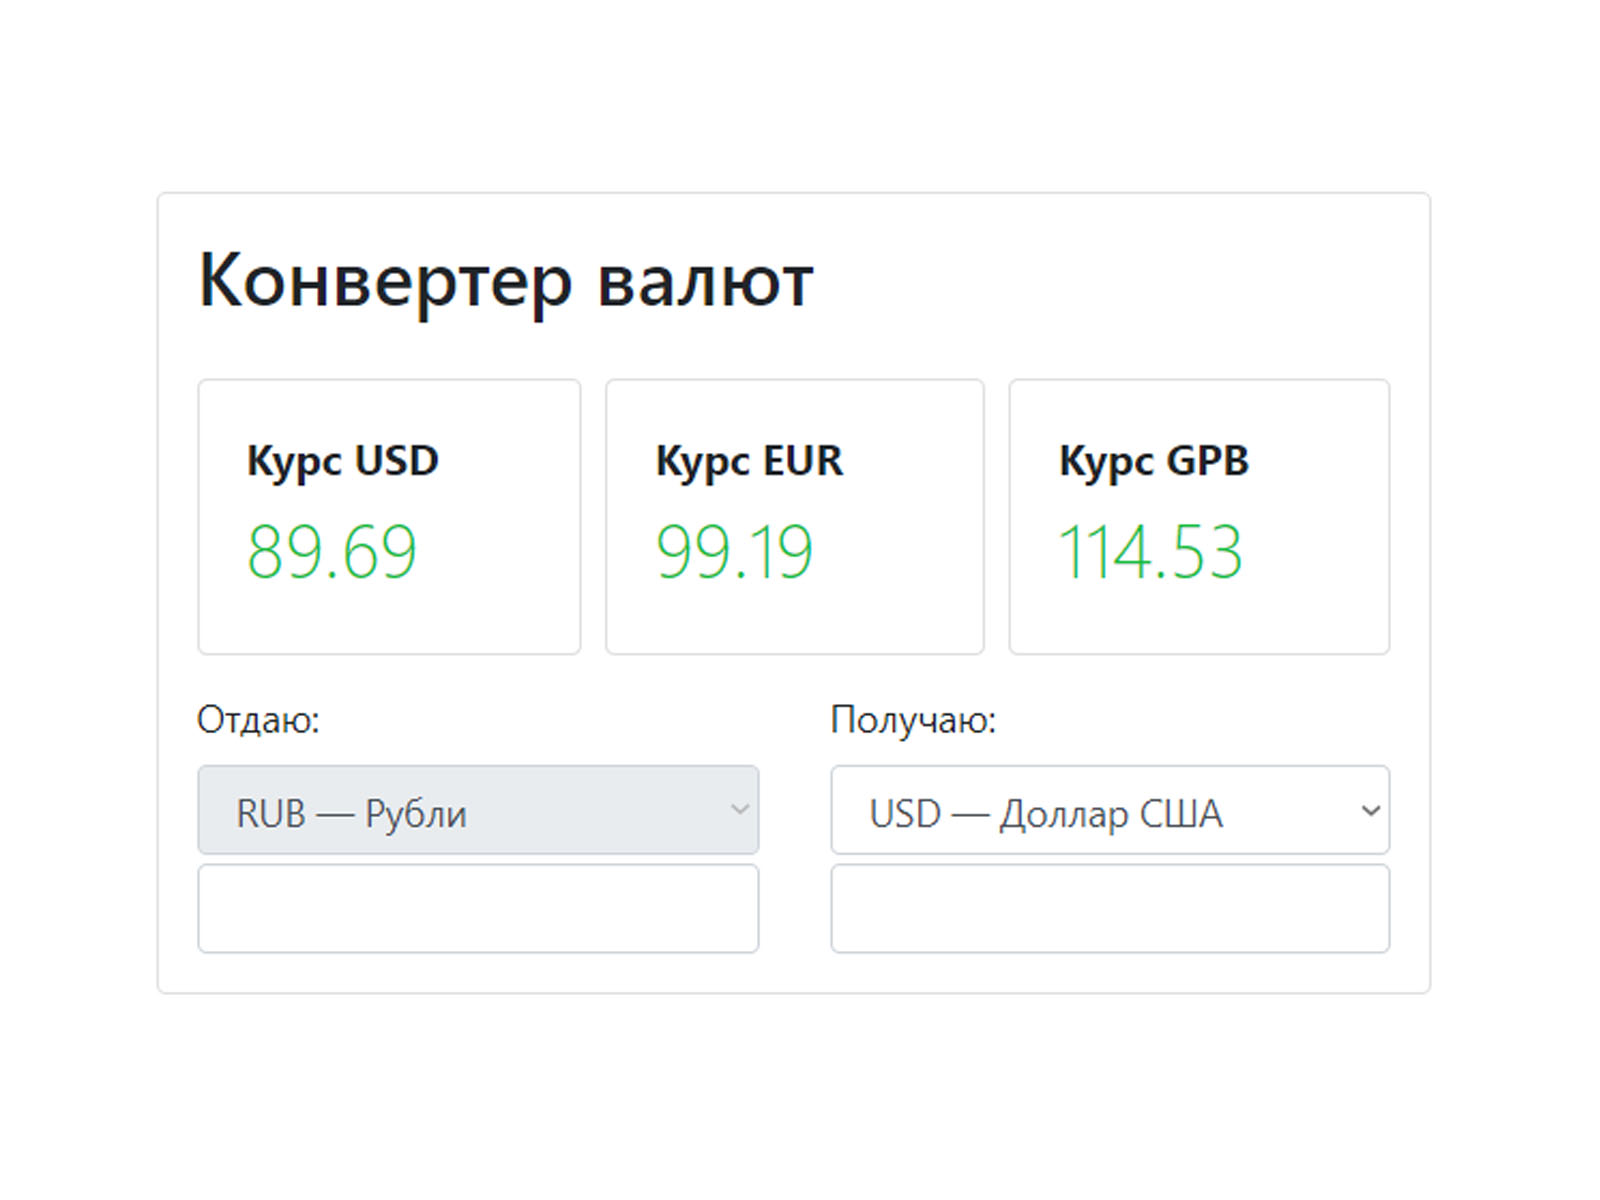 Конвертер валют
Курс USD
89.69
Курс EUR
99.19
Курс GPB
114.53
Отдаю:
RUB — Рубли
Получаю:
USD — Доллар США